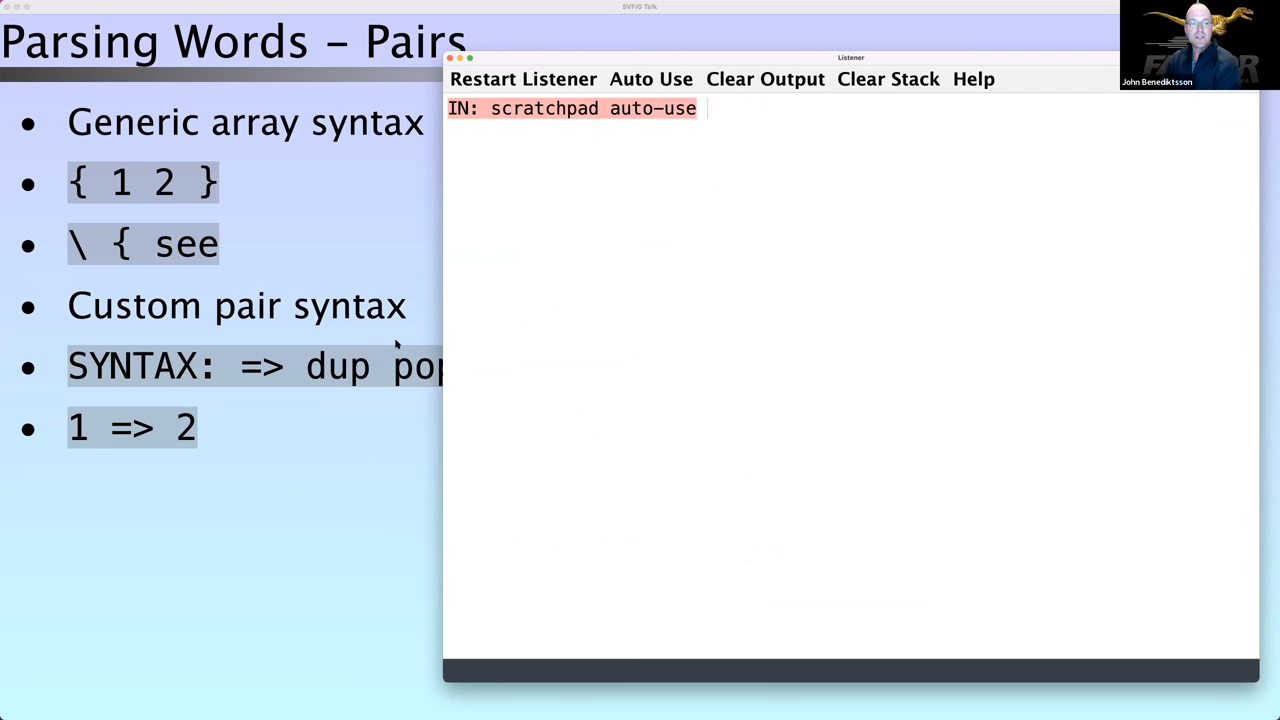 SVFIG Talk
Parsing Words - Pairs
Generic array syntax
{ 1 2 }
\ { see
Custom pair syntax
SYNTAX: => dup pop
1 => 2
Listener
Restart Listener Auto Use Clear Output Clear Stack Help
IN: scratchpad auto-use
John Benediktsson